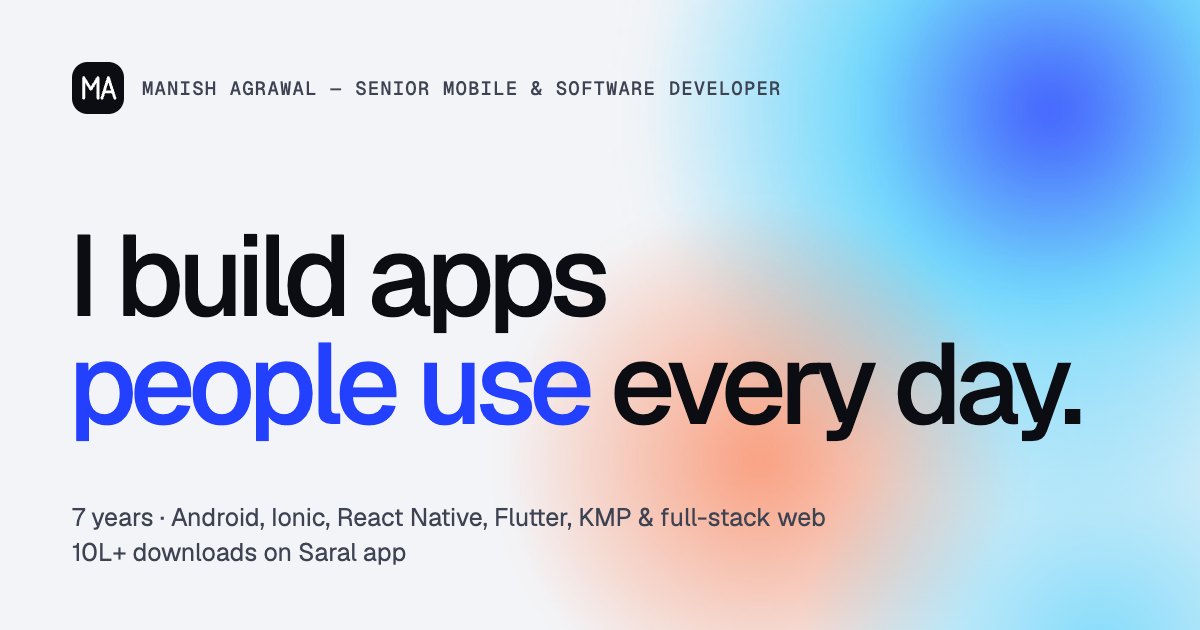 MA MANISH AGRAWAL — SENIOR MOBILE & SOFTWARE DEVELOPER
I build apps
people use every day.
7 years · Android, Ionic, React Native, Flutter, KMP & full-stack web
10L+ downloads on Saral app